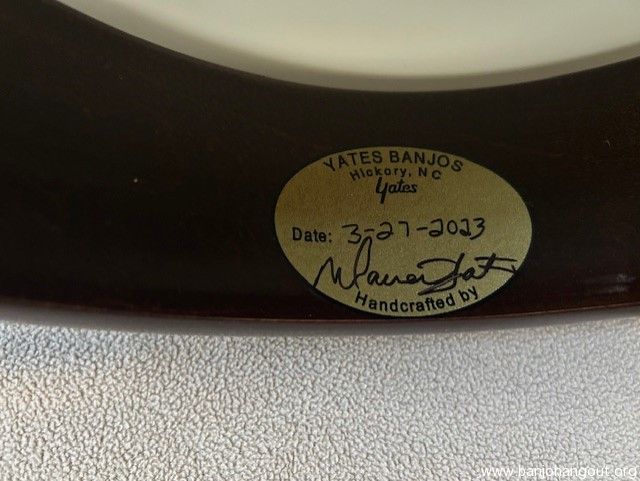 YATES BANJOS
Hickory, NC
Yates
Date: 3-27-2023
Handcrafted by
www.banjohangout.org